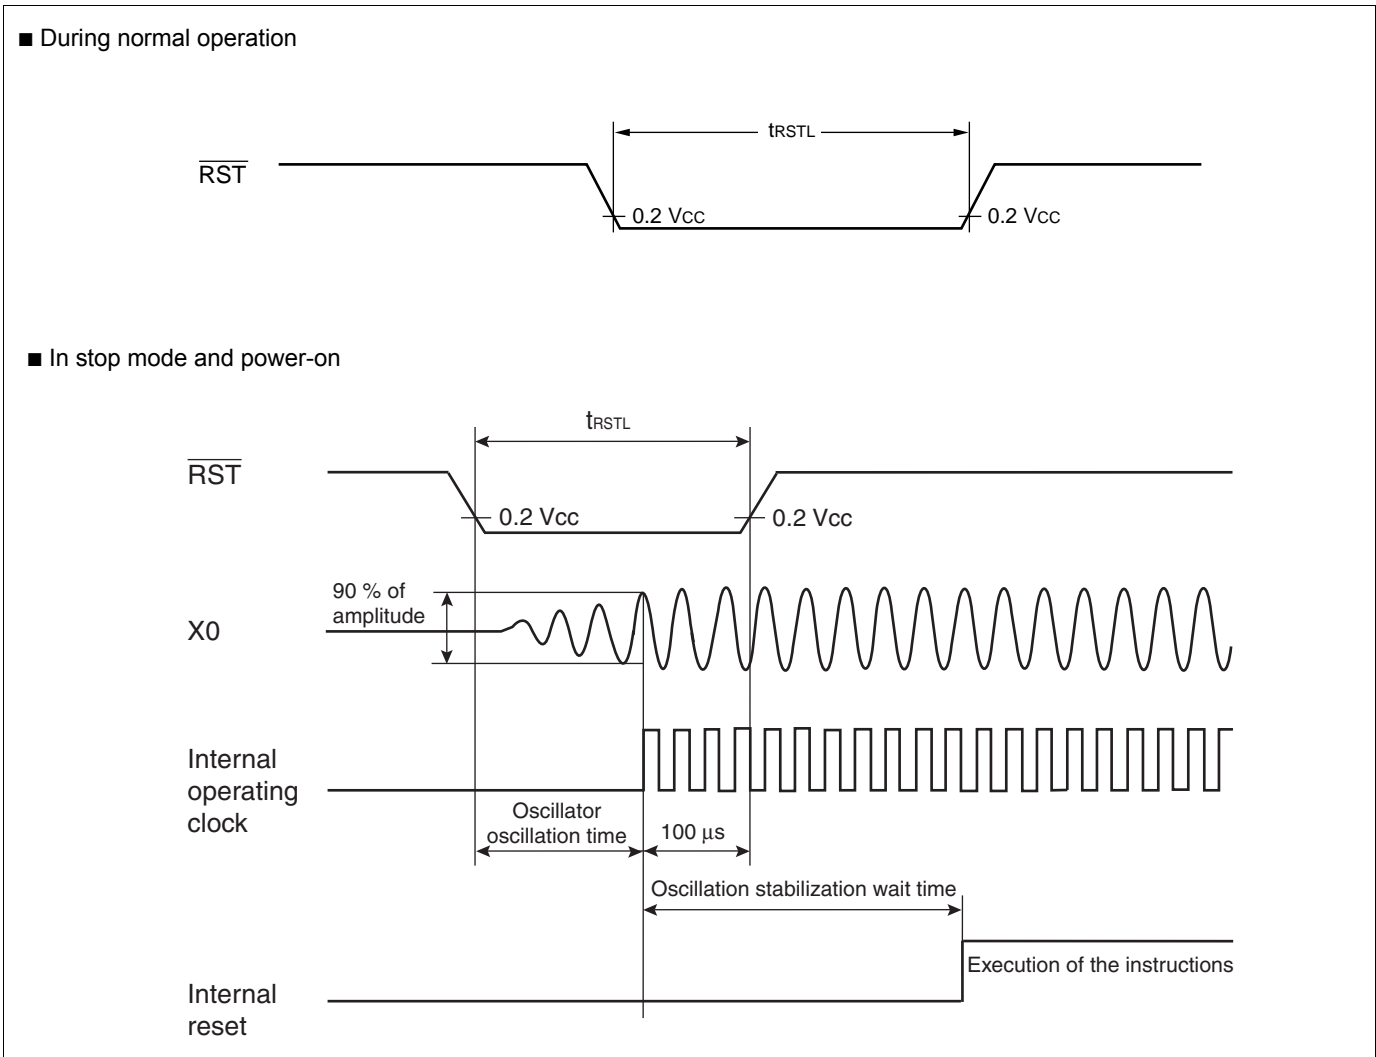 ■ During normal operation
tRSTL
RST
0.2 VCC
0.2 VCC
■ In stop mode and power-on
tRSTL
RST
0.2 VCC
0.2 VCC
90 % of
amplitude
X0
Internal
operating
clock
Oscillator
oscillation time
100 μs
Oscillation stabilization wait time
Execution of the instructions
Internal
reset